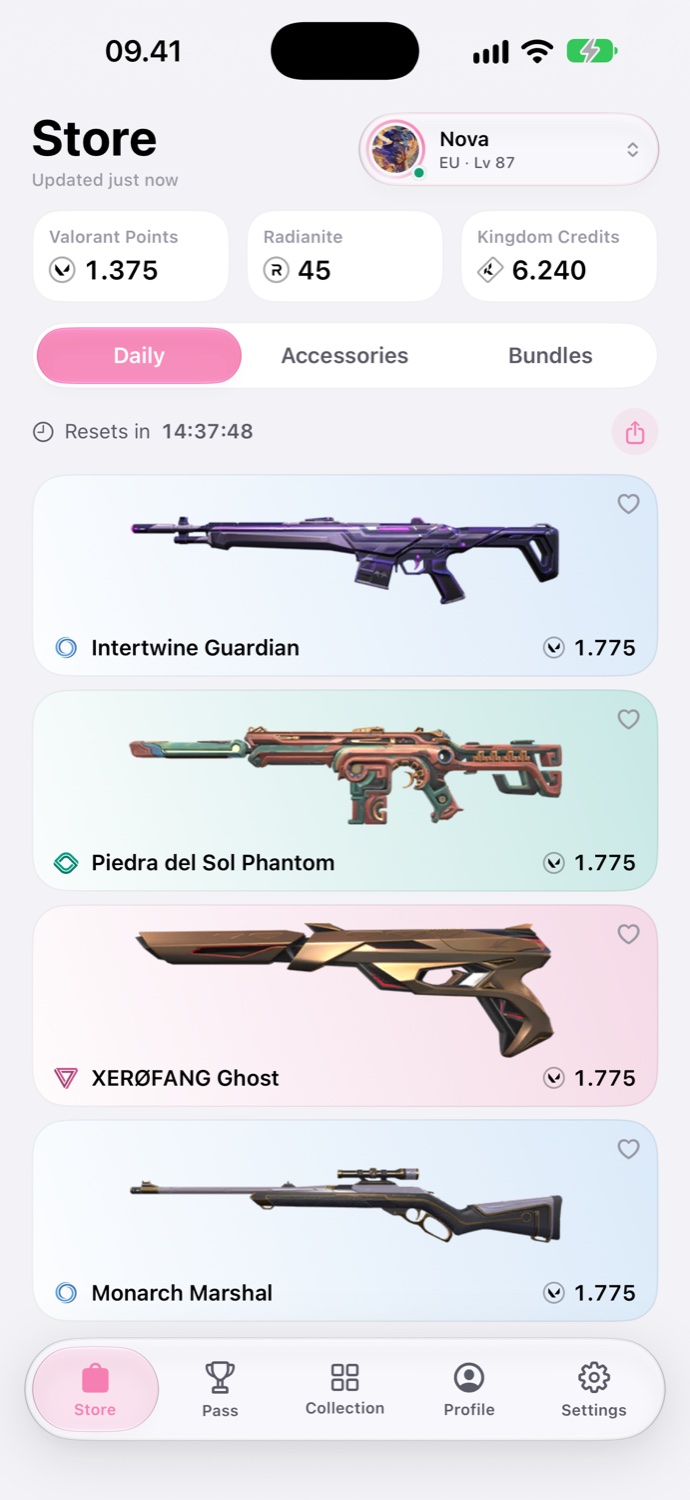 09.41
Store
Updated just now
Nova
EU · Lv 87
Valorant Points
1.375
Radianite
45
Kingdom Credits
6.240
Daily
Accessories
Bundles
Resets in 14:37:48
Intertwine Guardian
1.775
Piedra del Sol Phantom
1.775
XERØFANG Ghost
1.775
Monarch Marshal
1.775
Store
Pass
Collection
Profile
Settings